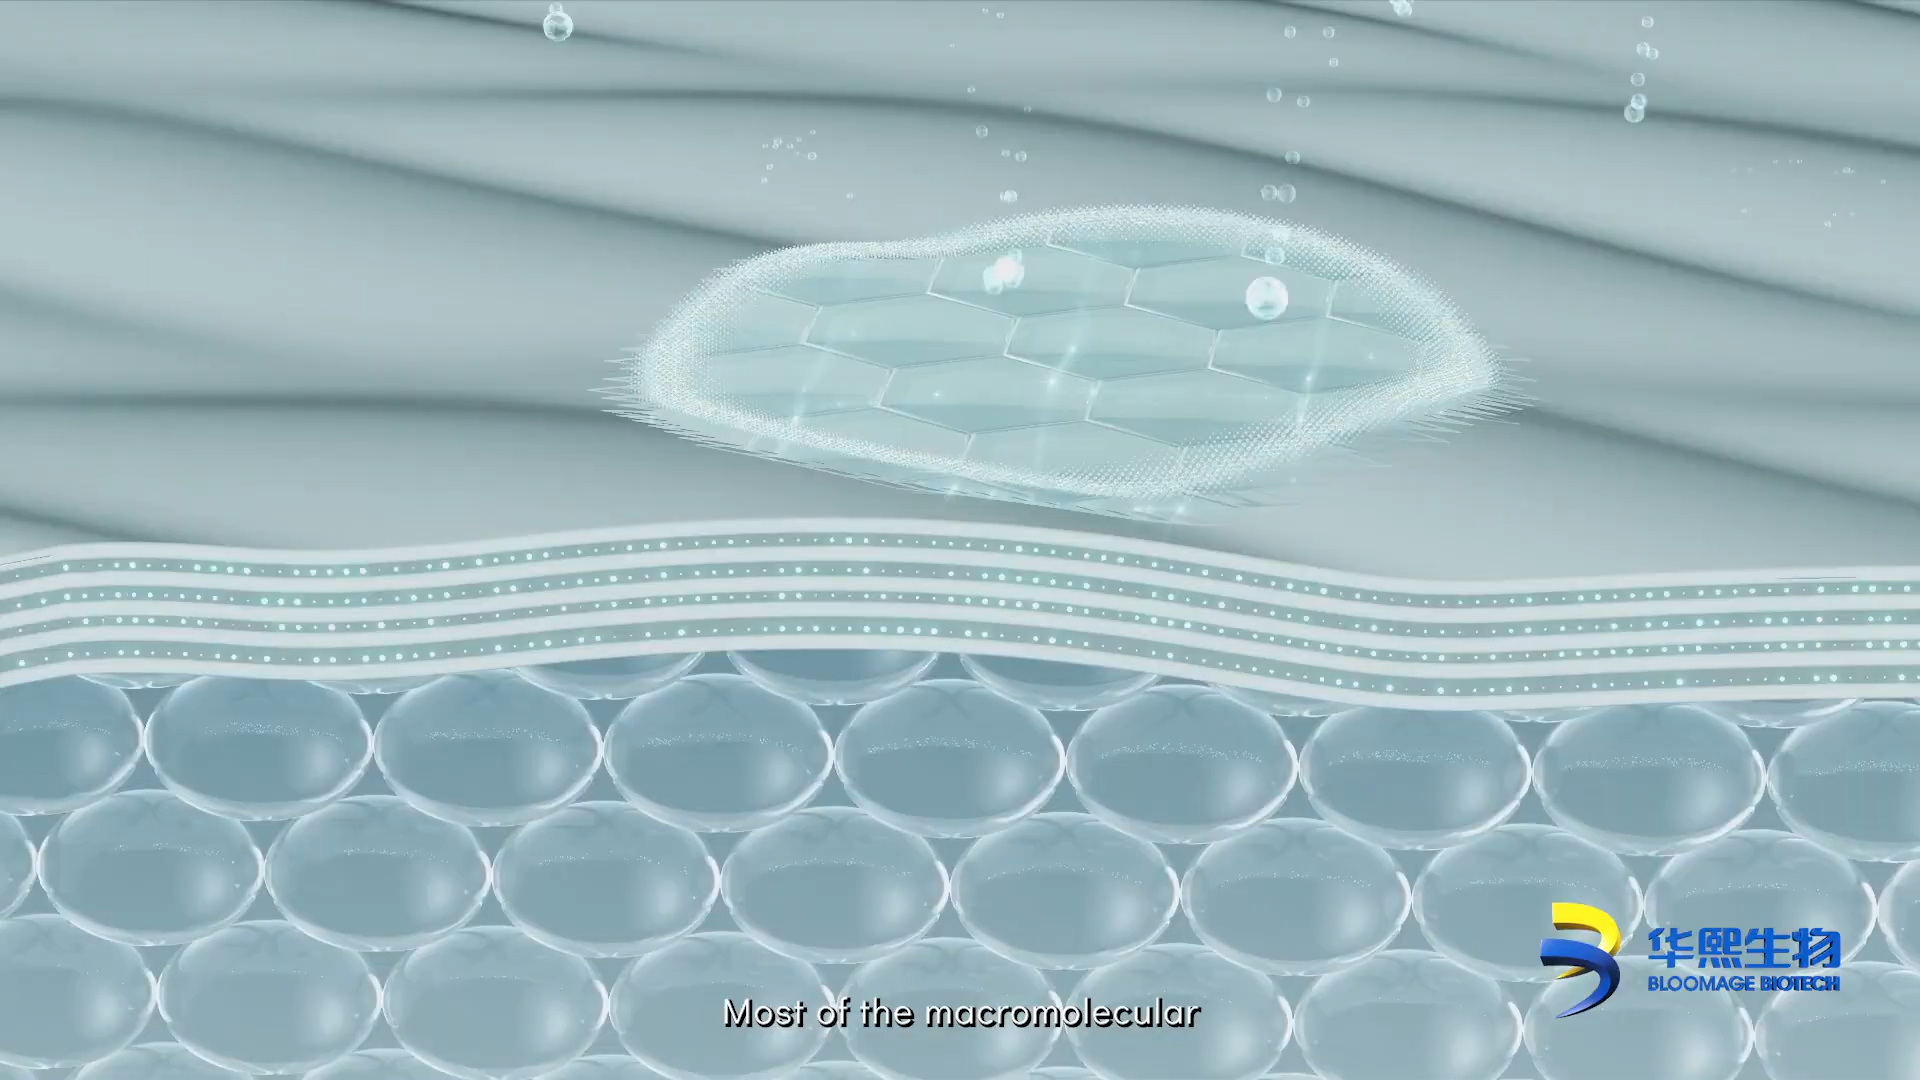 华熙生物
BLOOMAGE BIOTECH
Most of the macromolecular